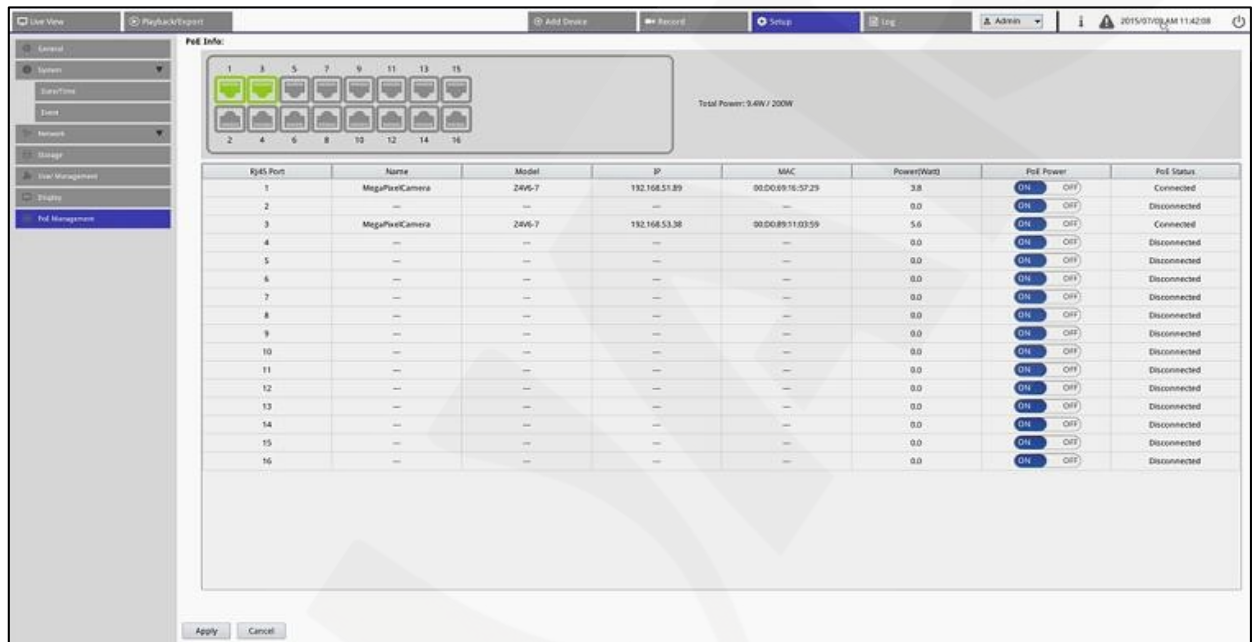 Live View Playback/Export Add Device Record Setup Log Admin i 2015/07/09 AM 11:42:08
General
System
Date/Time
Event
Network
Storage
User Management
Display
PoE Management
PoE Info:
1 3 5 7 9 11 13 15
2 4 6 8 10 12 14 16
Total Power: 9.4W / 200W
RJ45 Port Name Model IP MAC Power(Watt) PoE Power PoE Status
1 MegaPixelCamera Z4V6-7 192.168.51.89 00:D0:69:16:57:29 3.8 ON OFF Connected
2 --- --- --- --- 0.0 ON OFF Disconnected
3 MegaPixelCamera Z4V6-7 192.168.53.38 00:D0:89:11:03:59 5.6 ON OFF Connected
4 --- --- --- --- 0.0 ON OFF Disconnected
5 --- --- --- --- 0.0 ON OFF Disconnected
6 --- --- --- --- 0.0 ON OFF Disconnected
7 --- --- --- --- 0.0 ON OFF Disconnected
8 --- --- --- --- 0.0 ON OFF Disconnected
9 --- --- --- --- 0.0 ON OFF Disconnected
10 --- --- --- --- 0.0 ON OFF Disconnected
11 --- --- --- --- 0.0 ON OFF Disconnected
12 --- --- --- --- 0.0 ON OFF Disconnected
13 --- --- --- --- 0.0 ON OFF Disconnected
14 --- --- --- --- 0.0 ON OFF Disconnected
15 --- --- --- --- 0.0 ON OFF Disconnected
16 --- --- --- --- 0.0 ON OFF Disconnected
Apply Cancel